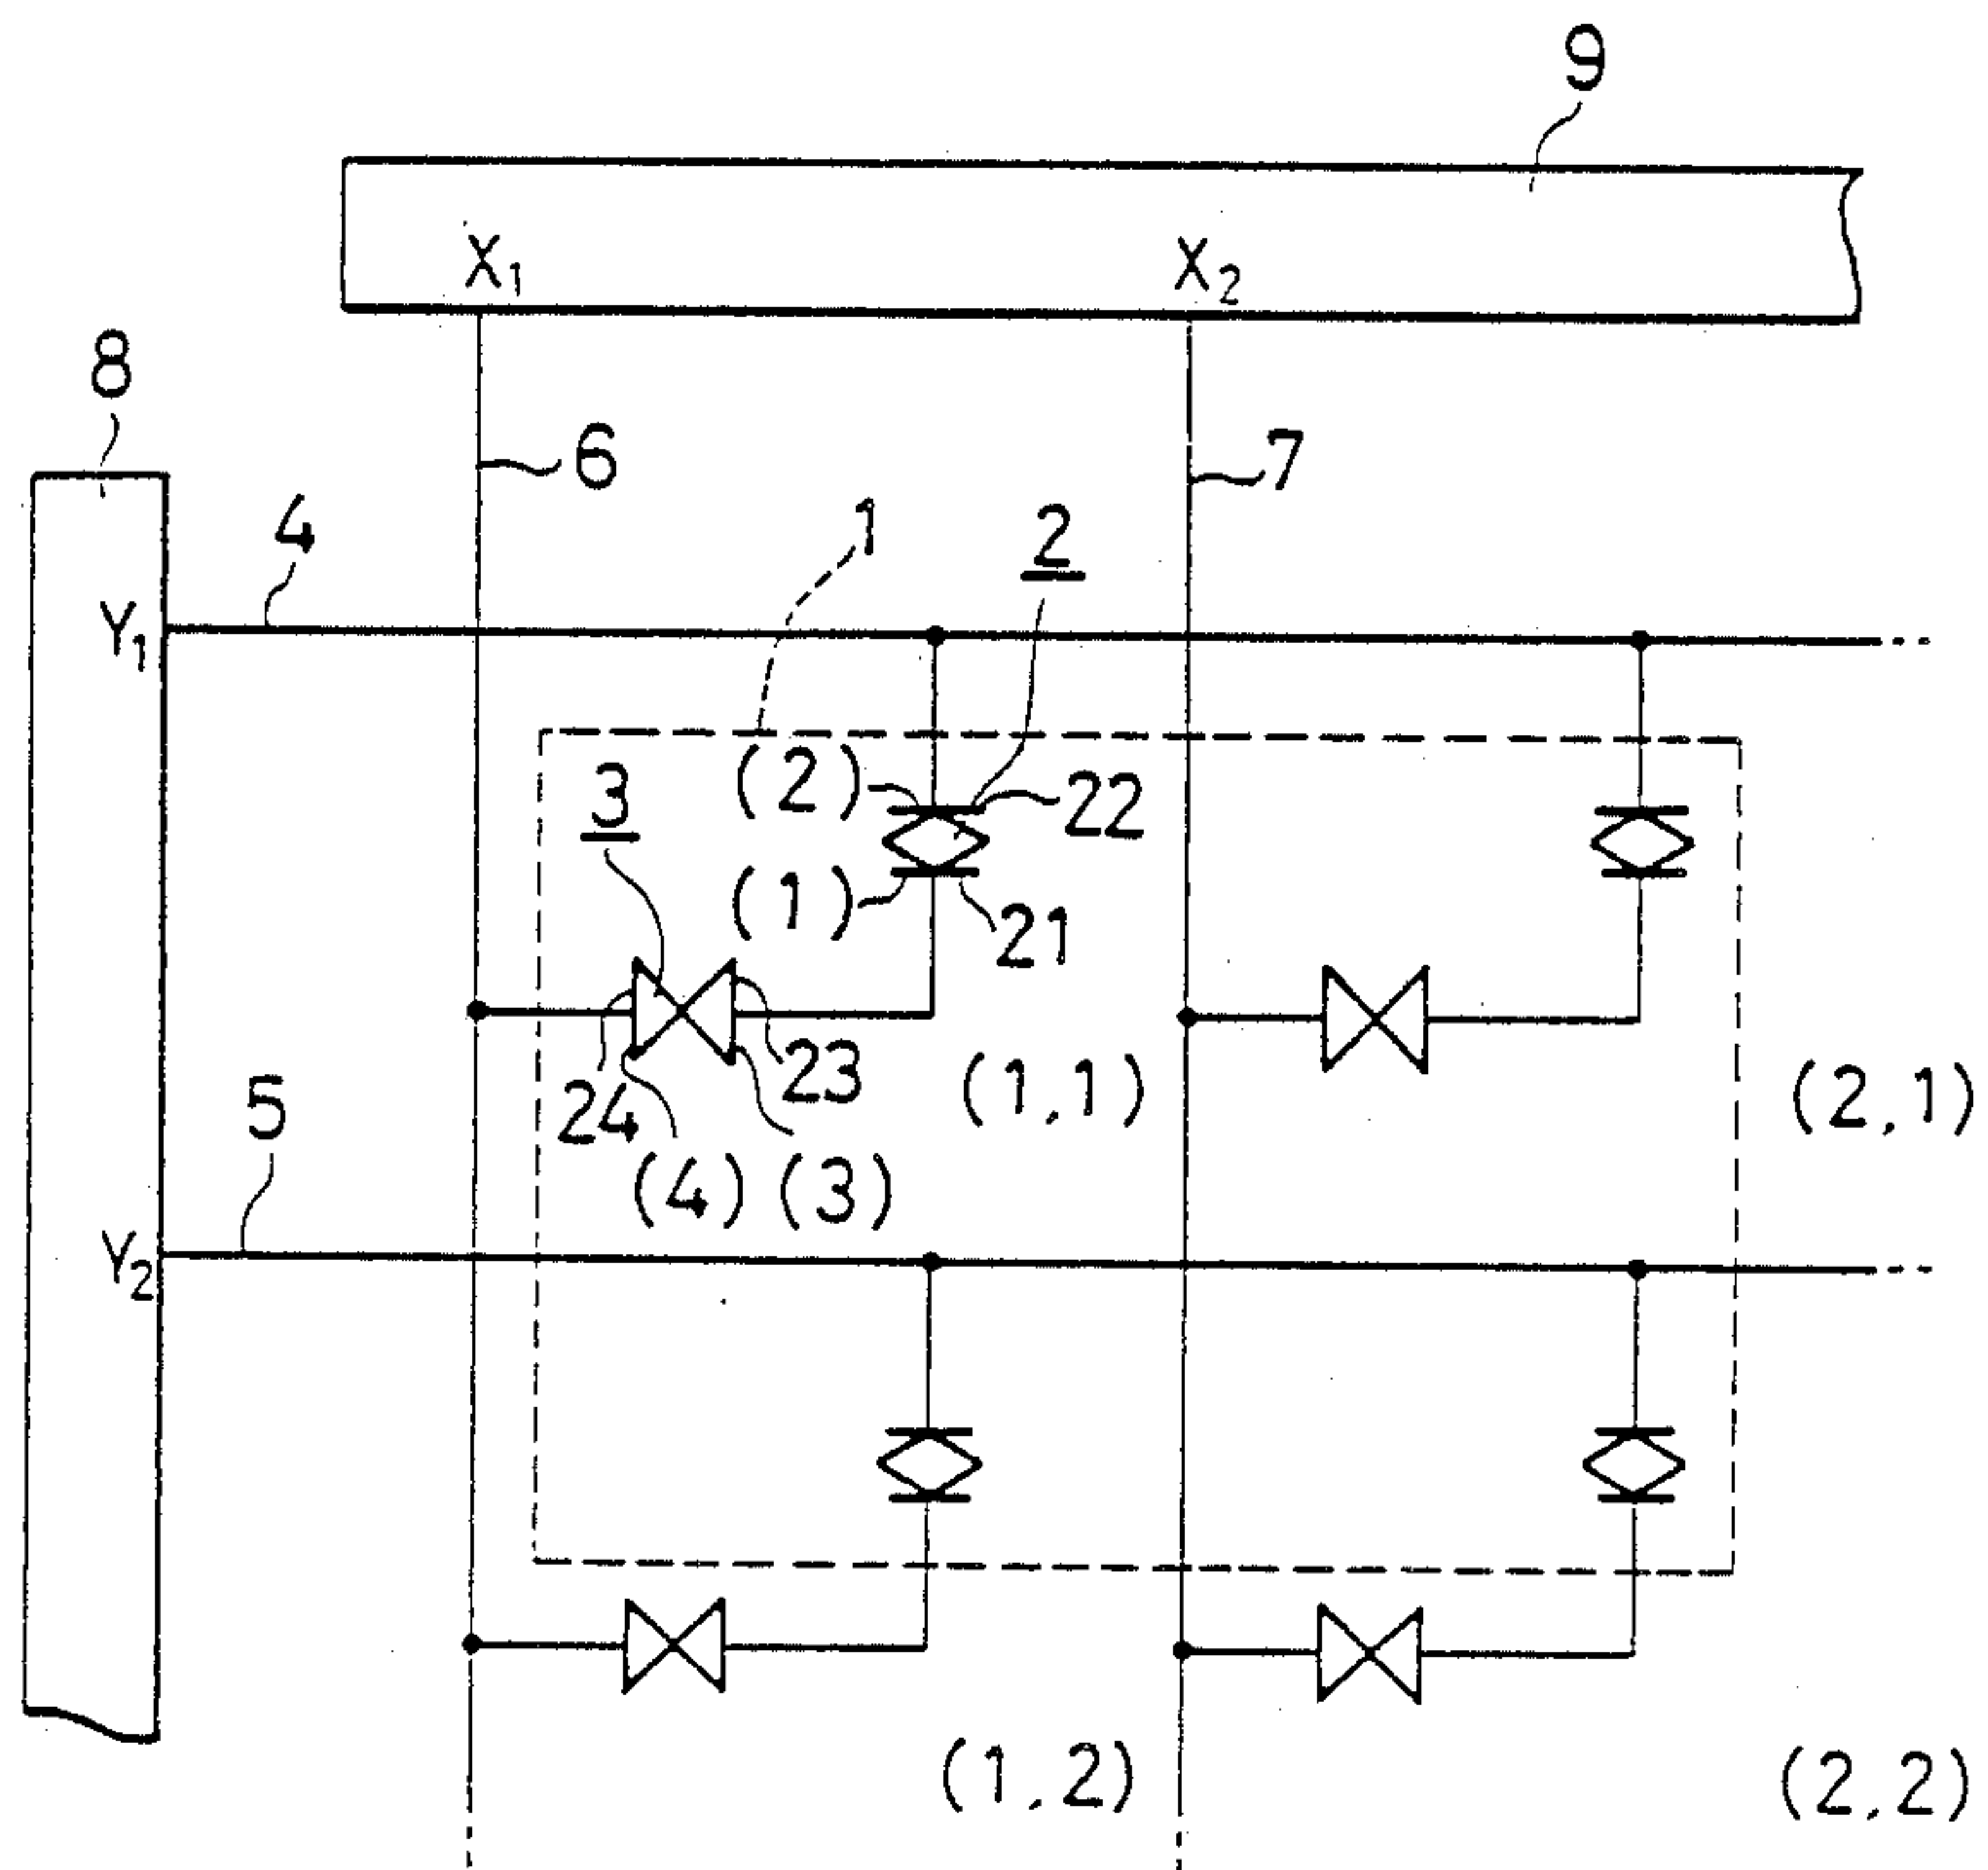 9
X1 X2
8
6 7
4 1 2
Y1
(2) 22
3
(1) 21
23
24 (1,1) (2,1)
5
(4) (3)
Y2
(1,2) (2,2)